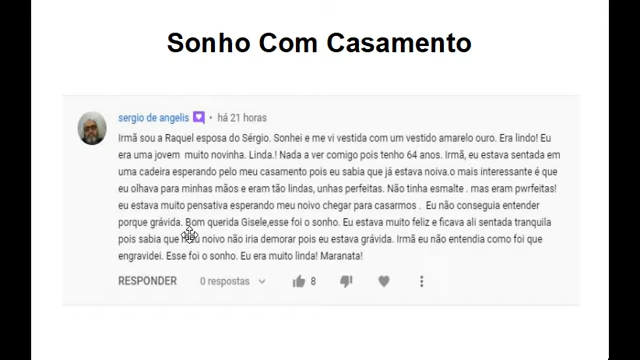 Sonho Com Casamento
sergio de angelis • há 21 horas
Irmã sou a Raquel esposa do Sérgio. Sonhei e me vi vestida com um vestido amarelo ouro. Era lindo! Eu
era uma jovem muito novinha. Linda.! Nada a ver comigo pois tenho 64 anos. Irmã, eu estava sentada em
uma cadeira esperando pelo meu casamento pois eu sabia que já estava noiva.o mais interessante é que
eu olhava para minhas mãos e eram tão lindas, unhas perfeitas. Não tinha esmalte . mas eram pwrfeitas!
eu estava muito pensativa esperando meu noivo chegar para casarmos . Eu não conseguia entender
porque grávida. Bom querida Gisele,esse foi o sonho. Eu estava muito feliz e ficava ali sentada tranquila
pois sabia que meu noivo não iria demorar pois eu estava grávida. Irmã eu não entendia como foi que
engravidei. Esse foi o sonho. Eu era muito linda! Maranata!
RESPONDER 0 respostas 8